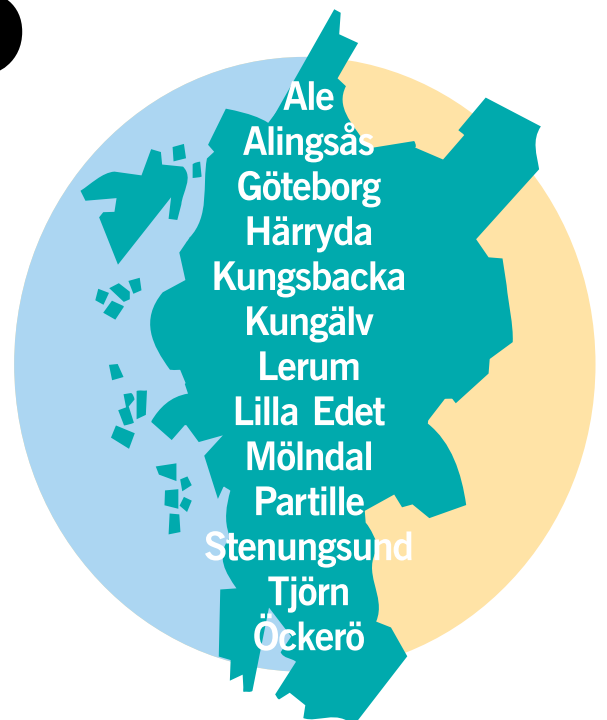 Ale
Alingsås
Göteborg
Härryda
Kungsbacka
Kungälv
Lerum
Lilla Edet
Mölndal
Partille
Stenungsund
Tjörn
Öckerö